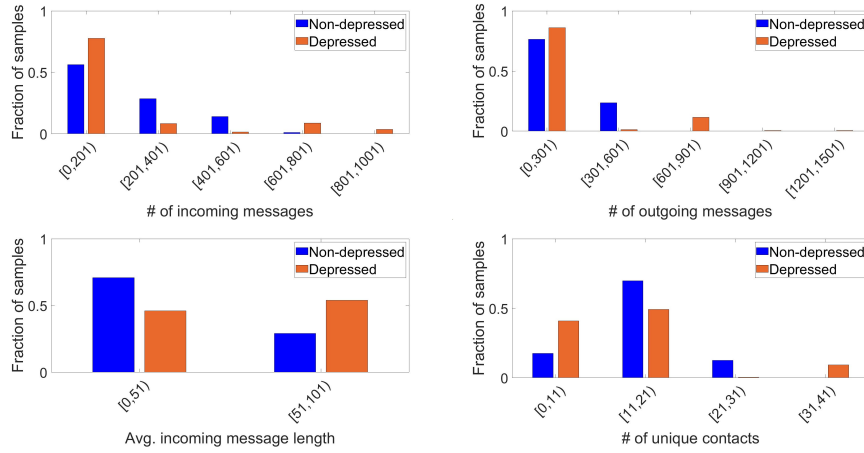 Fraction of samples
1
0.5
0
Non-depressed
Depressed
[0,201)
[201,401)
[401,601)
[601,801)
[801,1001)
# of incoming messages
Fraction of samples
1
0.5
0
Non-depressed
Depressed
[0,301)
[301,601)
[601,901)
[901,1201)
[1201,1501)
# of outgoing messages
Fraction of samples
1
0.5
0
Non-depressed
Depressed
[0,51)
[51,101)
Avg. incoming message length
Fraction of samples
1
0.5
0
Non-depressed
Depressed
[0,11)
[11,21)
[21,31)
[31,41)
# of unique contacts